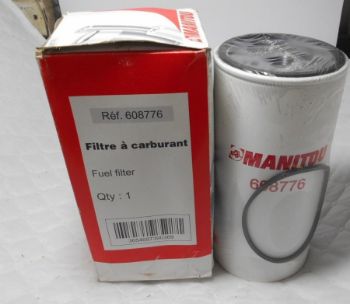 MANITOU
Réf. 608776
Filtre à carburant
Fuel filter
Qty : 1
MANITOU
608776